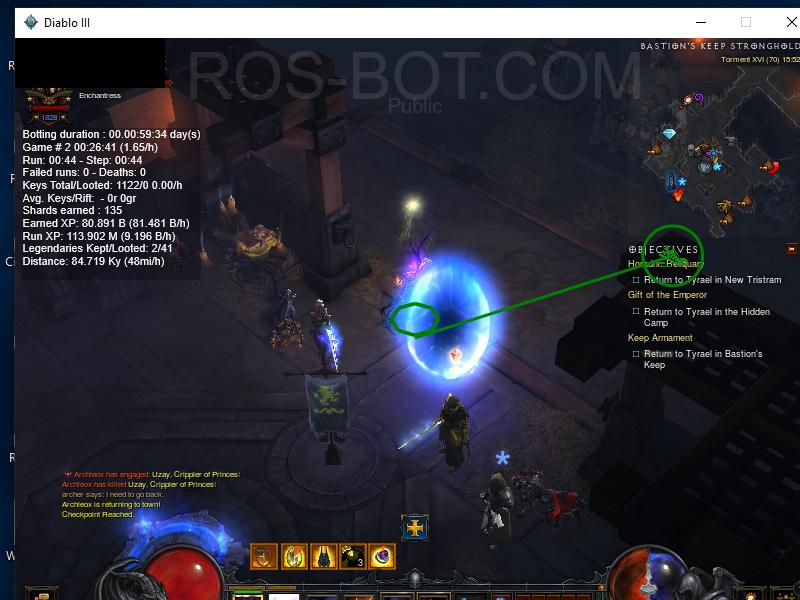 Diablo III
ROS-BOT.COM
Public
BASTION'S KEEP STRONGHOLD
Torment XVI (70) 15:52
Enchantress
1828
Botting duration : 00.00:59:34 day(s)
Game # 2 00:26:41 (1.65/h)
Run: 00:44 - Step: 00:44
Failed runs: 0 - Deaths: 0
Keys Total/Looted: 1122/0 0.00/h
Avg. Keys/Rift: - 0r 0gr
Shards earned : 135
Earned XP: 80.891 B (81.481 B/h)
Run XP: 113.902 M (9.196 B/h)
Legendaries Kept/Looted: 2/41
Distance: 84.719 Ky (48mi/h)
OBJECTIVES
Horadric Reliquary
Return to Tyrael in New Tristram
Gift of the Emperor
Return to Tyrael in the Hidden
Camp
Keep Armament
Return to Tyrael in Bastion's
Keep
Archleox has engaged: Uzay, Crippler of Princes!
Archleox has killed Uzay, Crippler of Princes!
archer says: I need to go back.
Archleox is returning to town!
Checkpoint Reached.
3
R
R
Ci
R
W